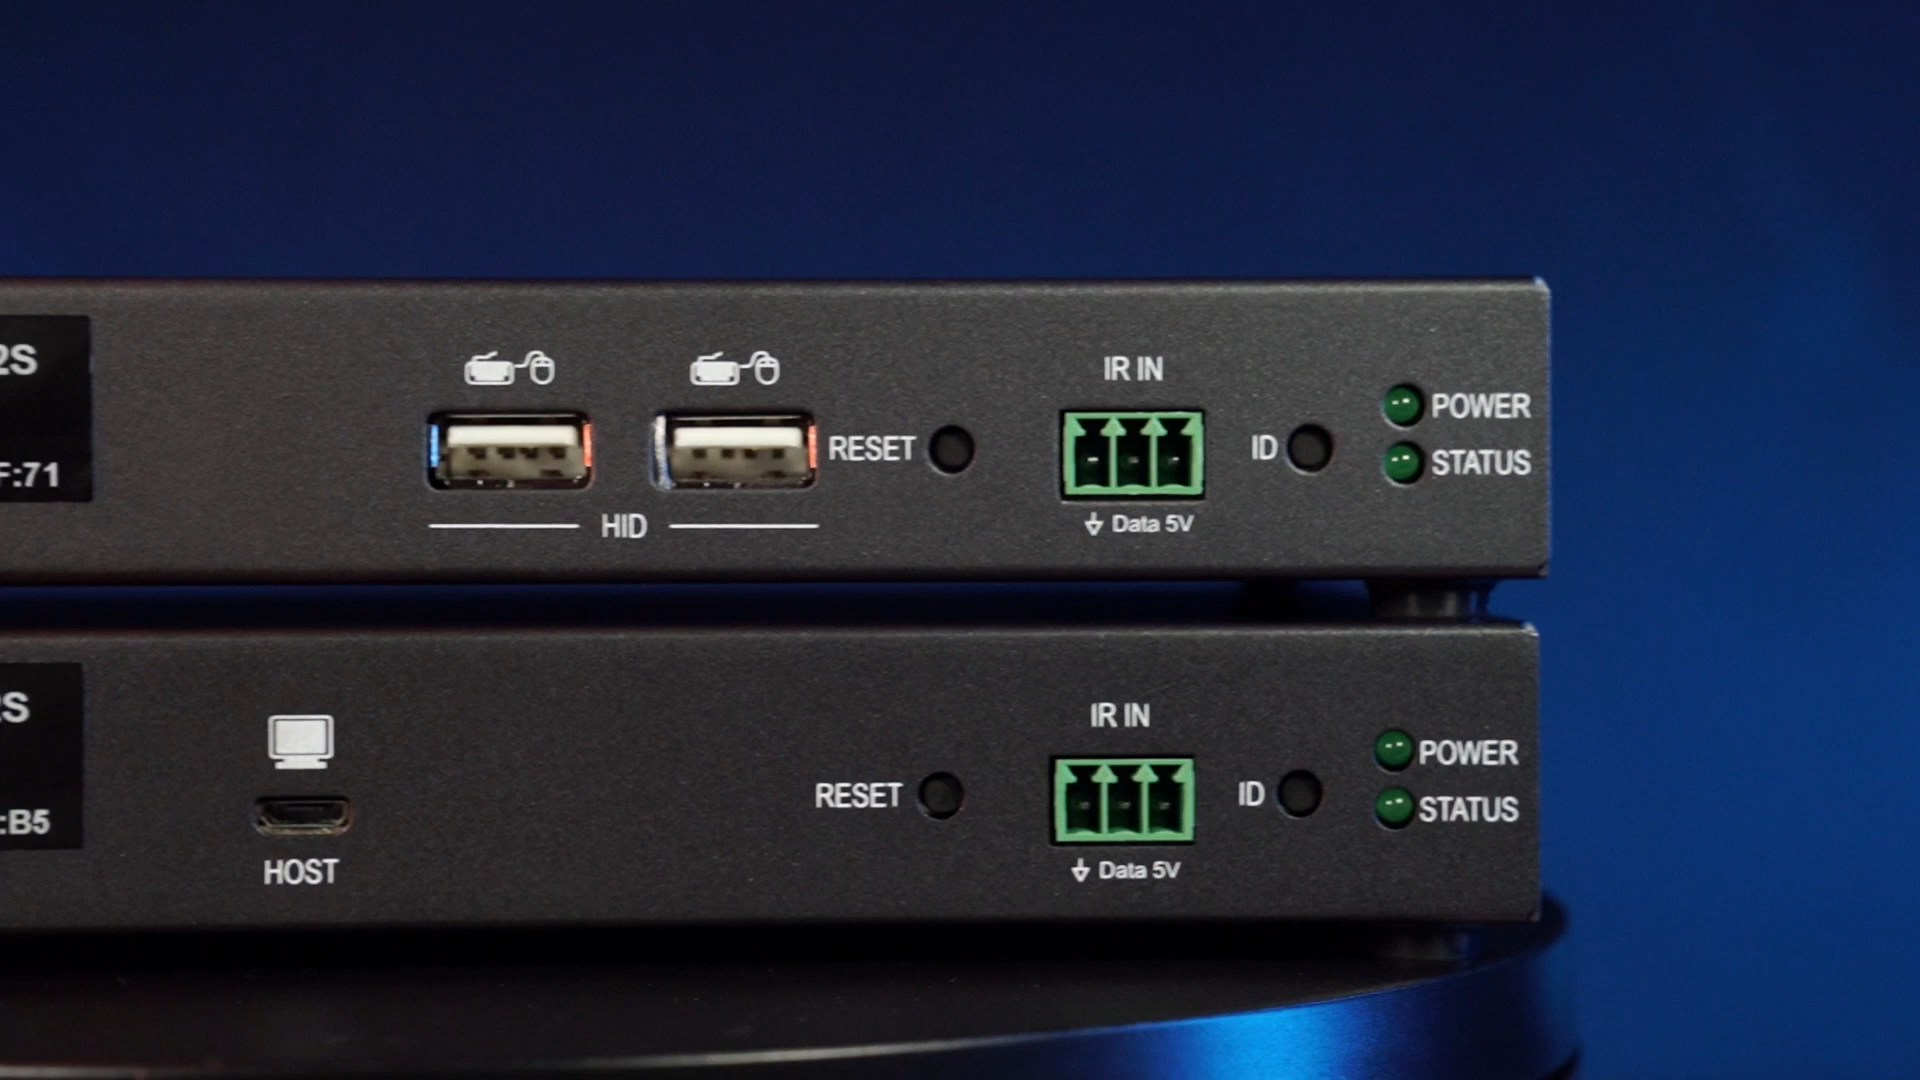 2S
F:71
HID
RESET
IR IN
⏚ Data 5V
ID
POWER
STATUS
S
:B5
HOST
RESET
IR IN
⏚ Data 5V
ID
POWER
STATUS